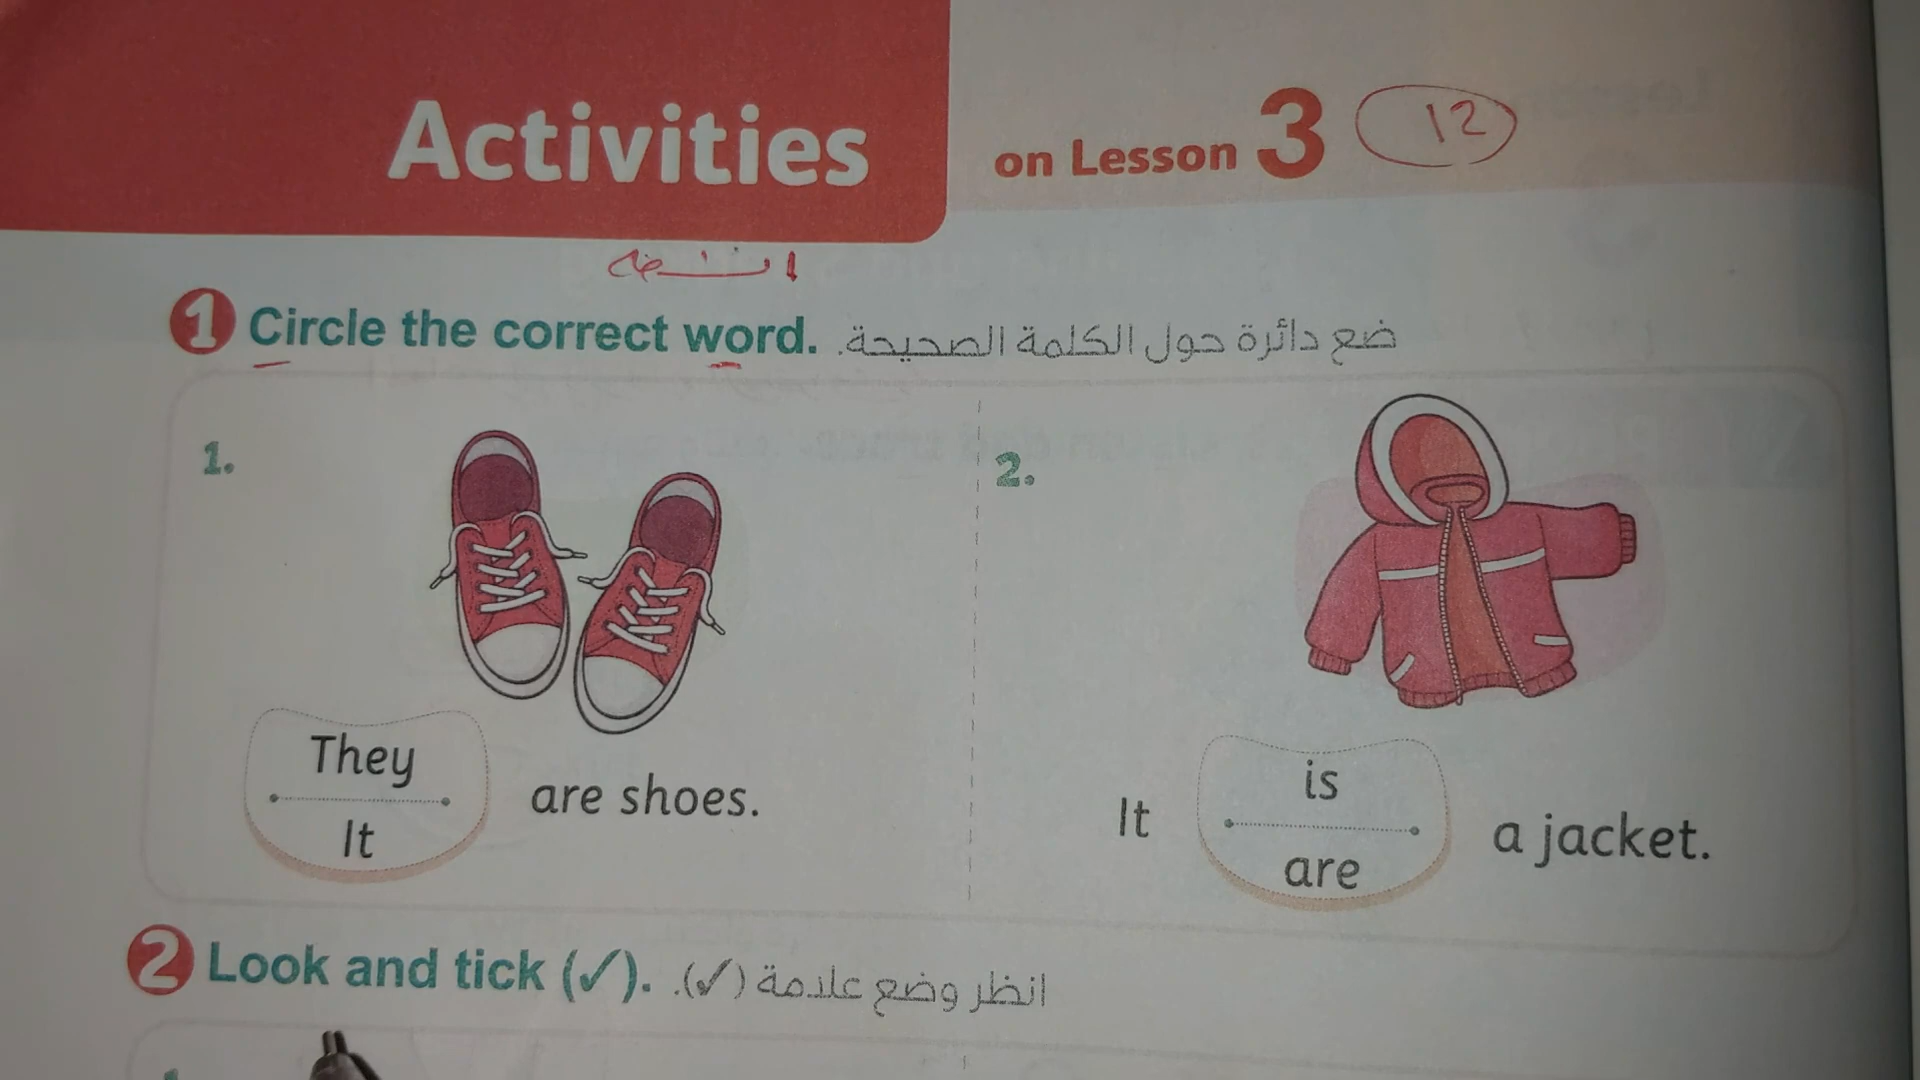 Activities on Lesson 3 12
1 Circle the correct word. ضع دائرة حول الكلمة الصحيحة.
1.
2.
They
It
are shoes.
It
is
are
a jacket.
2 Look and tick (✓). انظر وضع علامة (✓).